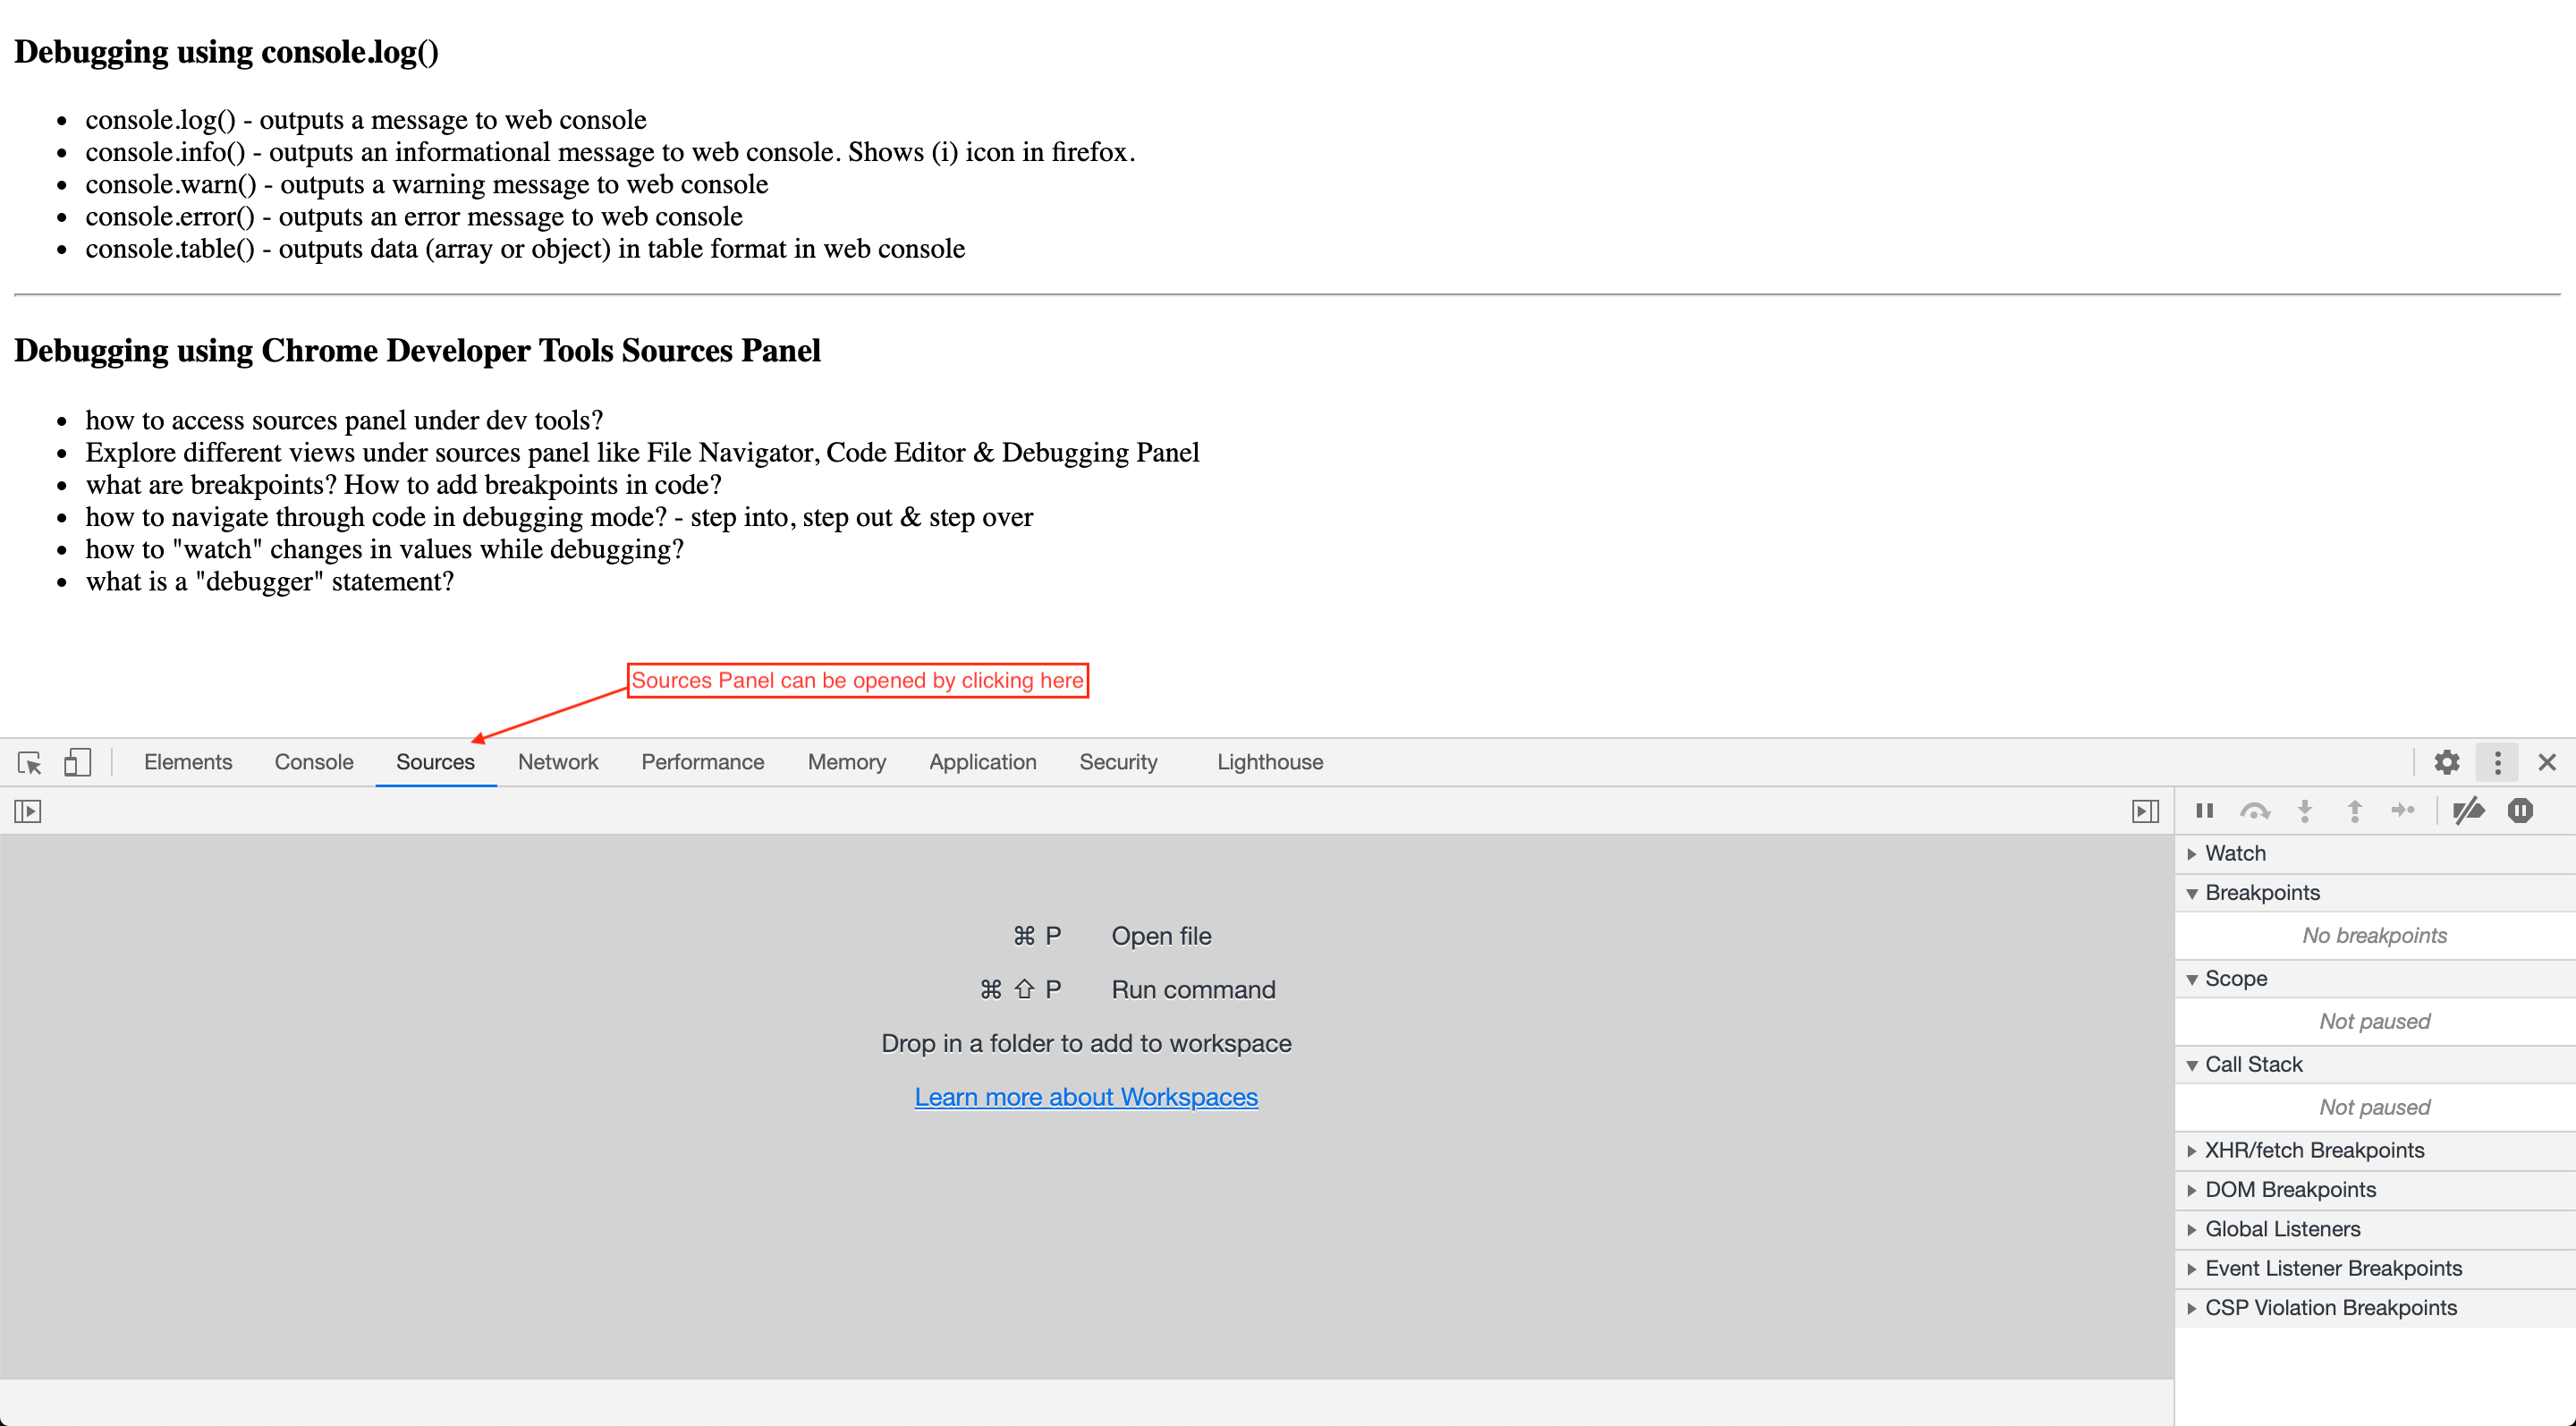 Debugging using console.log()
• console.log() - outputs a message to web console
• console.info() - outputs an informational message to web console. Shows (i) icon in firefox.
• console.warn() - outputs a warning message to web console
• console.error() - outputs an error message to web console
• console.table() - outputs data (array or object) in table format in web console
Debugging using Chrome Developer Tools Sources Panel
• how to access sources panel under dev tools?
• Explore different views under sources panel like File Navigator, Code Editor & Debugging Panel
• what are breakpoints? How to add breakpoints in code?
• how to navigate through code in debugging mode? - step into, step out & step over
• how to "watch" changes in values while debugging?
• what is a "debugger" statement?
Sources Panel can be opened by clicking here
Elements Console Sources Network Performance Memory Application Security Lighthouse
⌘ P Open file
⌘ ⇧ P Run command
Drop in a folder to add to workspace
Learn more about Workspaces
Watch
Breakpoints
No breakpoints
Scope
Not paused
Call Stack
Not paused
XHR/fetch Breakpoints
DOM Breakpoints
Global Listeners
Event Listener Breakpoints
CSP Violation Breakpoints